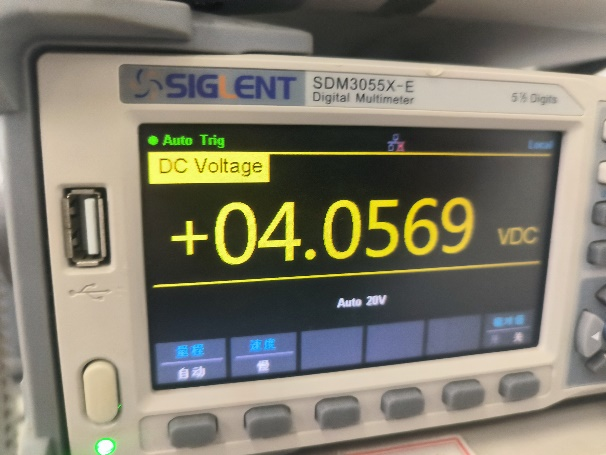 SIGLENT
SDM3055X-E
Digital Multimeter
5½ Digits
Auto Trig
Local
DC Voltage
+04.0569 VDC
Auto 20V
量程
速度
自动
慢